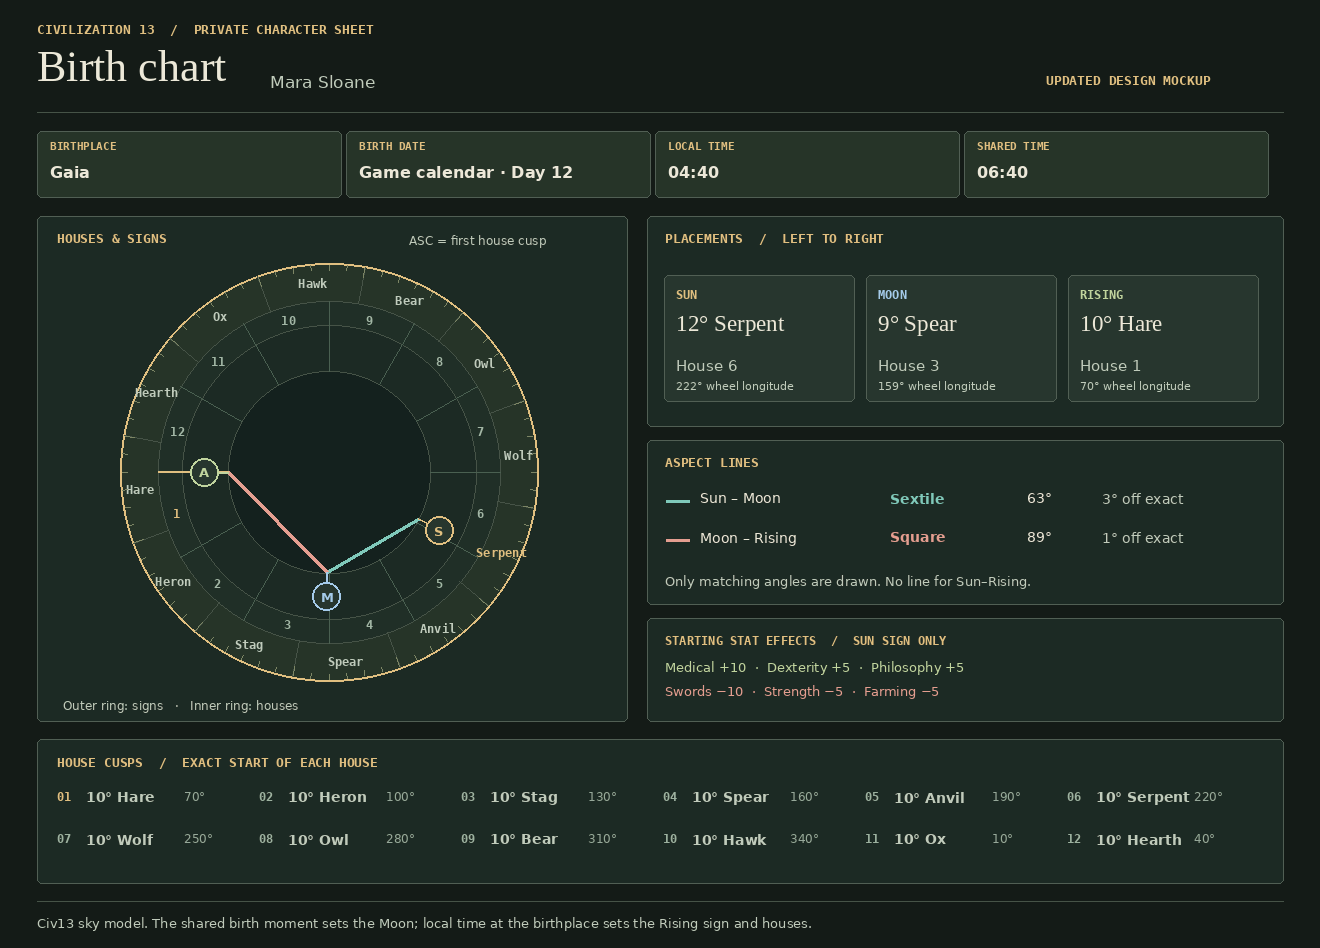 CIVILIZATION 13 / PRIVATE CHARACTER SHEET
Birth chart
Mara Sloane
UPDATED DESIGN MOCKUP
BIRTHPLACE
Gaia
BIRTH DATE
Game calendar · Day 12
LOCAL TIME
04:40
SHARED TIME
06:40
HOUSES & SIGNS
ASC = first house cusp
Hawk
Bear
Ox
10
9
11
8
Owl
Hearth
12
7
Wolf
A
Hare
1
6
S
Serpent
Heron
2
5
M
3
4
Anvil
Stag
Spear
Outer ring: signs · Inner ring: houses
PLACEMENTS / LEFT TO RIGHT
SUN
12° Serpent
House 6
222° wheel longitude
MOON
9° Spear
House 3
159° wheel longitude
RISING
10° Hare
House 1
70° wheel longitude
ASPECT LINES
Sun – Moon Sextile 63° 3° off exact
Moon – Rising Square 89° 1° off exact
Only matching angles are drawn. No line for Sun–Rising.
STARTING STAT EFFECTS / SUN SIGN ONLY
Medical +10 · Dexterity +5 · Philosophy +5
Swords −10 · Strength −5 · Farming −5
HOUSE CUSPS / EXACT START OF EACH HOUSE
01 10° Hare 70° 02 10° Heron 100° 03 10° Stag 130° 04 10° Spear 160° 05 10° Anvil 190° 06 10° Serpent 220°
07 10° Wolf 250° 08 10° Owl 280° 09 10° Bear 310° 10 10° Hawk 340° 11 10° Ox 10° 12 10° Hearth 40°
Civ13 sky model. The shared birth moment sets the Moon; local time at the birthplace sets the Rising sign and houses.